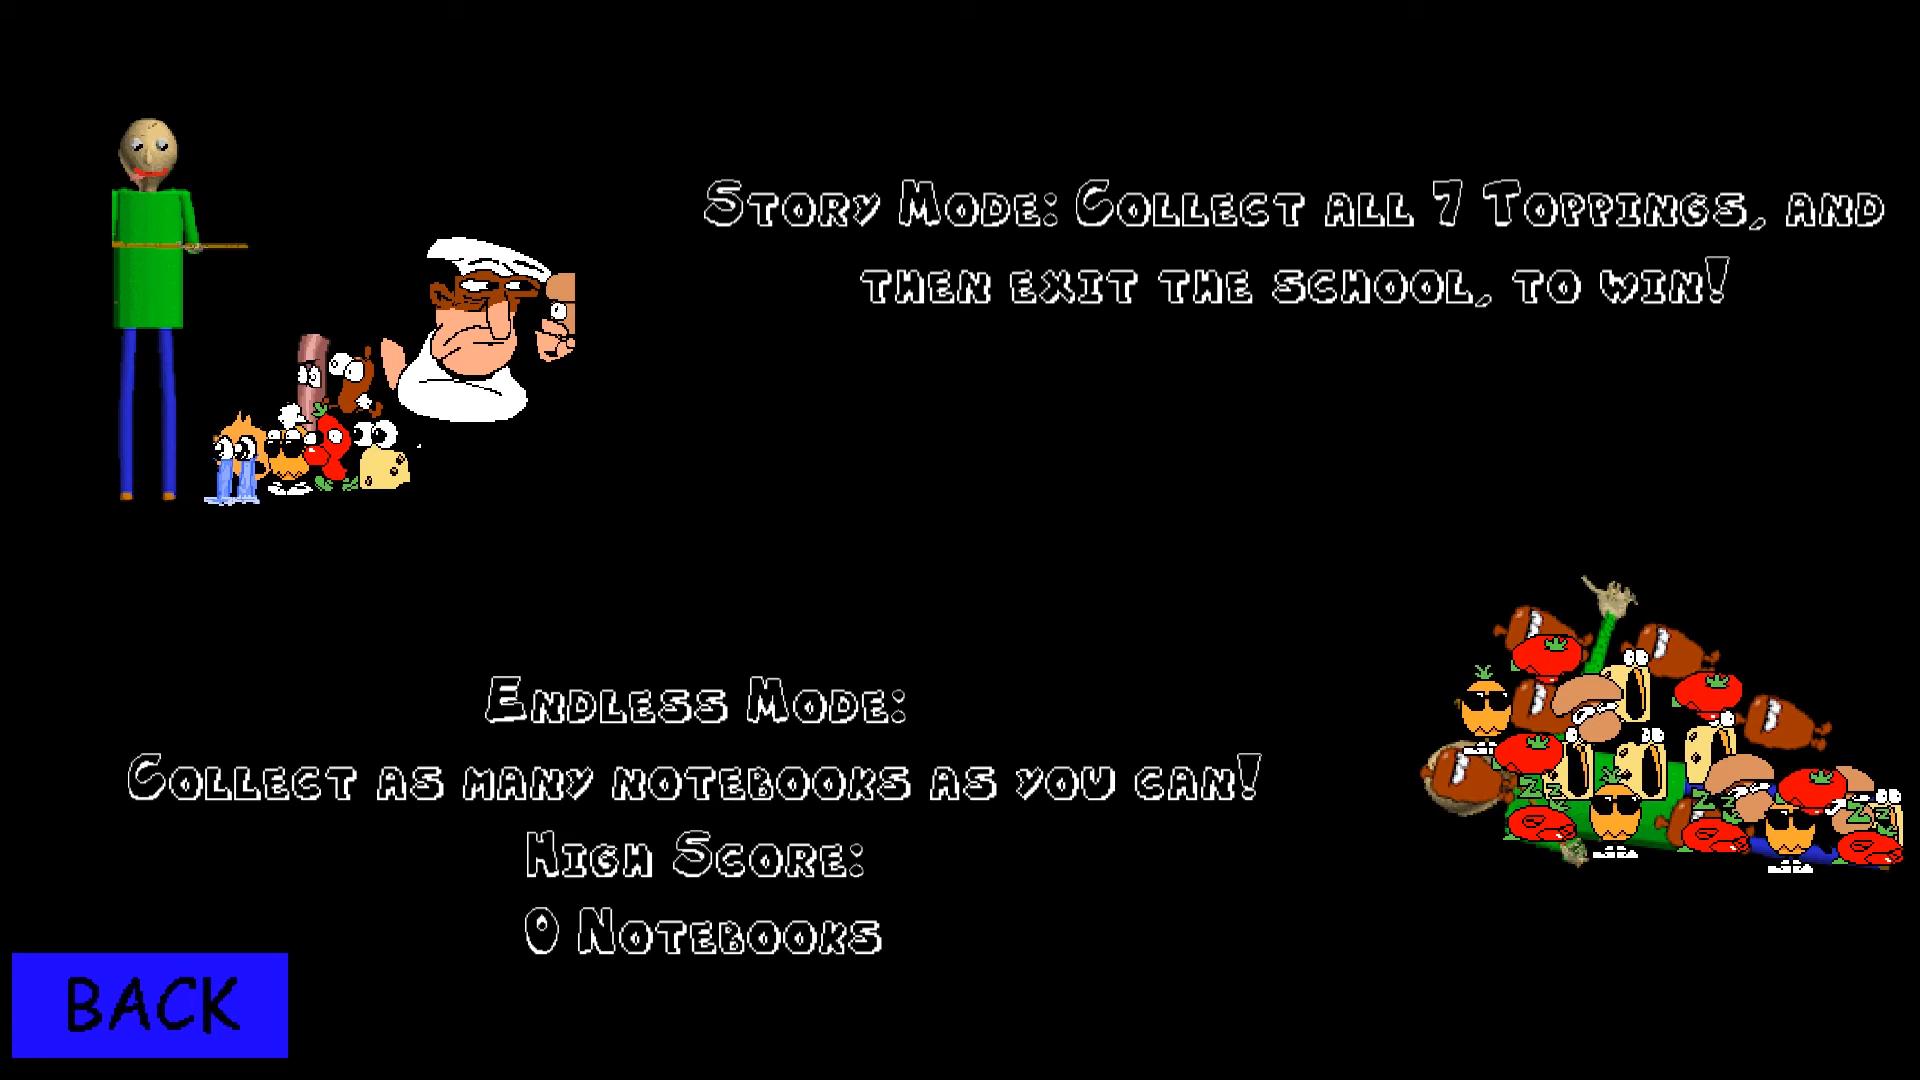 Story Mode: Collect all 7 Toppings, and
then exit the school, to win!
Endless Mode:
Collect as many notebooks as you can!
High Score:
0 Notebooks
BACK